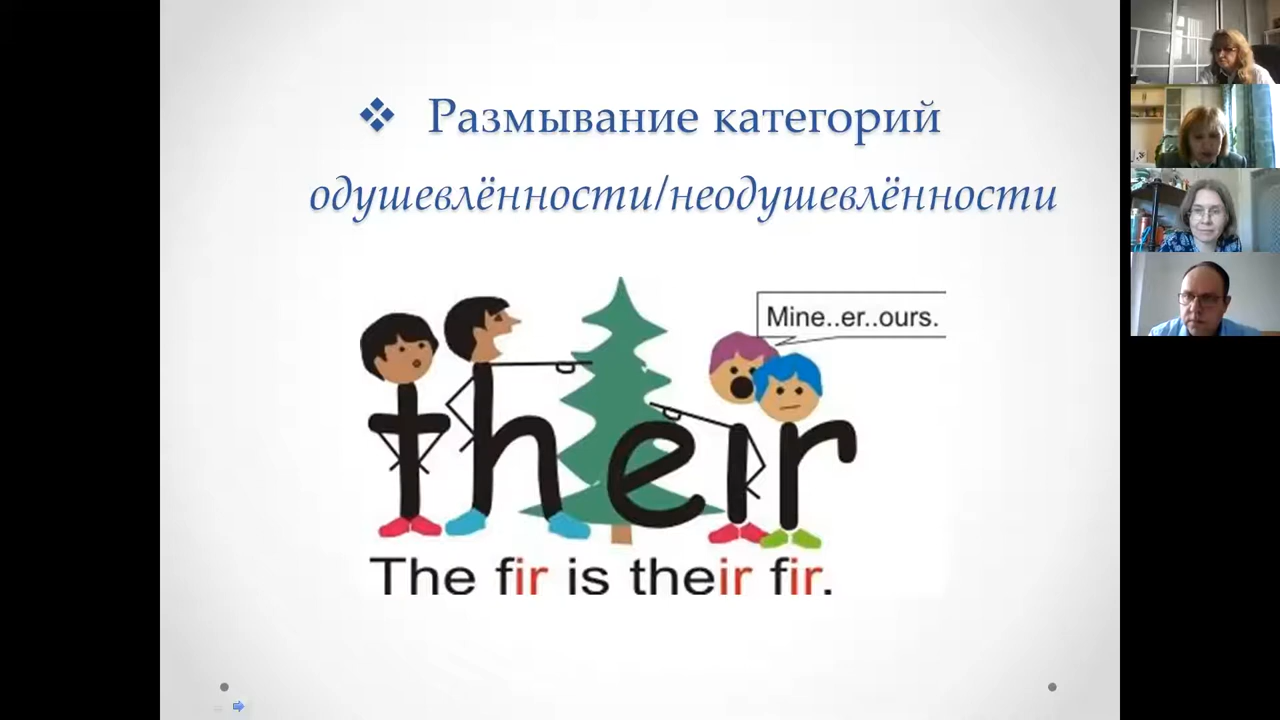 ❖ Размывание категорий
одушевлённости/неодушевлённости
Mine..er..ours.
their
The fir is their fir.